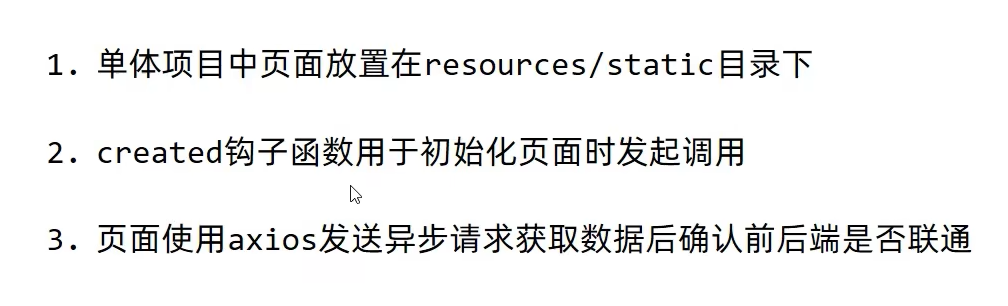 1. 单体项目中页面放置在resources/static目录下
2. created钩子函数用于初始化页面时发起调用
3. 页面使用axios发送异步请求获取数据后确认前后端是否联通